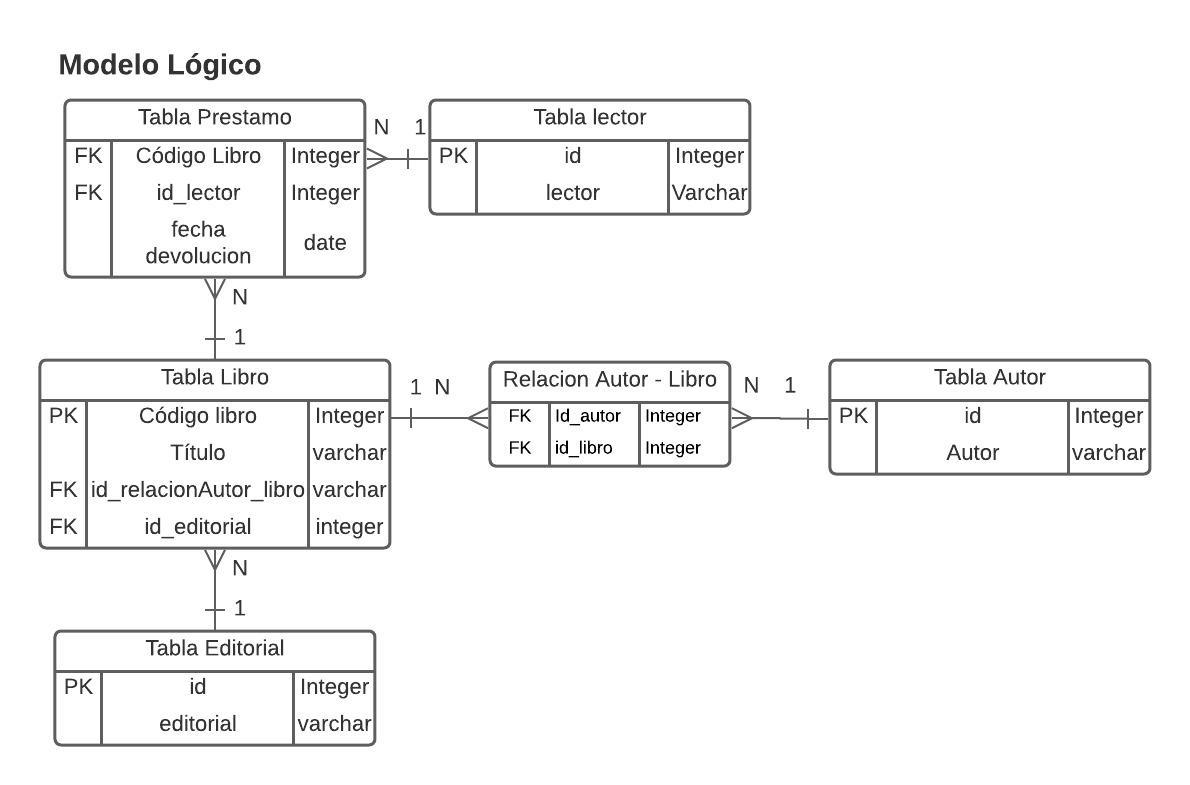 Modelo Lógico
Tabla Prestamo
FK Código Libro Integer
FK id_lector Integer
fecha
devolucion date
N 1
Tabla lector
PK id Integer
lector Varchar
N
1
Tabla Libro
PK Código libro Integer
Título varchar
FK id_relacionAutor_libro varchar
FK id_editorial integer
1 N
Relacion Autor - Libro
FK Id_autor Integer
FK id_libro Integer
N 1
Tabla Autor
PK id Integer
Autor varchar
N
1
Tabla Editorial
PK id Integer
editorial varchar